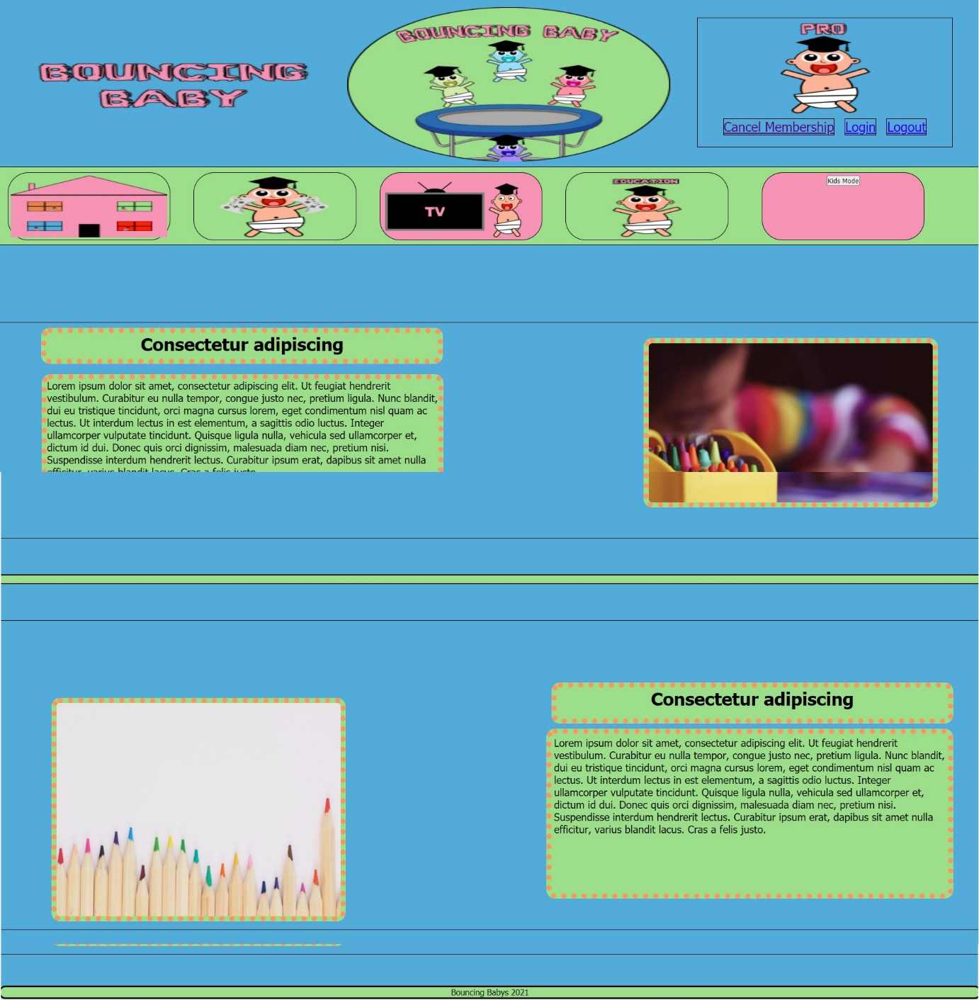 BOUNCING
BABY
BOUNCING BABY
PRO
Cancel Membership Login Logout
TV
EDUCATION
Kids Mode
Consectetur adipiscing
Lorem ipsum dolor sit amet, consectetur adipiscing elit. Ut feugiat hendrerit
vestibulum. Curabitur eu nulla tempor, congue justo nec, pretium ligula. Nunc blandit,
dui eu tristique tincidunt, orci magna cursus lorem, eget condimentum nisl quam ac
lectus. Ut interdum lectus in est elementum, a sagittis odio luctus. Integer
ullamcorper vulputate tincidunt. Quisque ligula nulla, vehicula sed ullamcorper et,
dictum id dui. Donec quis orci dignissim, malesuada diam nec, pretium nisi.
Suspendisse interdum hendrerit lectus. Curabitur ipsum erat, dapibus sit amet nulla
efficitur, varius blandit lacus. Cras a felis justo.
Consectetur adipiscing
Lorem ipsum dolor sit amet, consectetur adipiscing elit. Ut feugiat hendrerit
vestibulum. Curabitur eu nulla tempor, congue justo nec, pretium ligula. Nunc blandit,
dui eu tristique tincidunt, orci magna cursus lorem, eget condimentum nisl quam ac
lectus. Ut interdum lectus in est elementum, a sagittis odio luctus. Integer
ullamcorper vulputate tincidunt. Quisque ligula nulla, vehicula sed ullamcorper et,
dictum id dui. Donec quis orci dignissim, malesuada diam nec, pretium nisi.
Suspendisse interdum hendrerit lectus. Curabitur ipsum erat, dapibus sit amet nulla
efficitur, varius blandit lacus. Cras a felis justo.
Bouncing Babys 2021